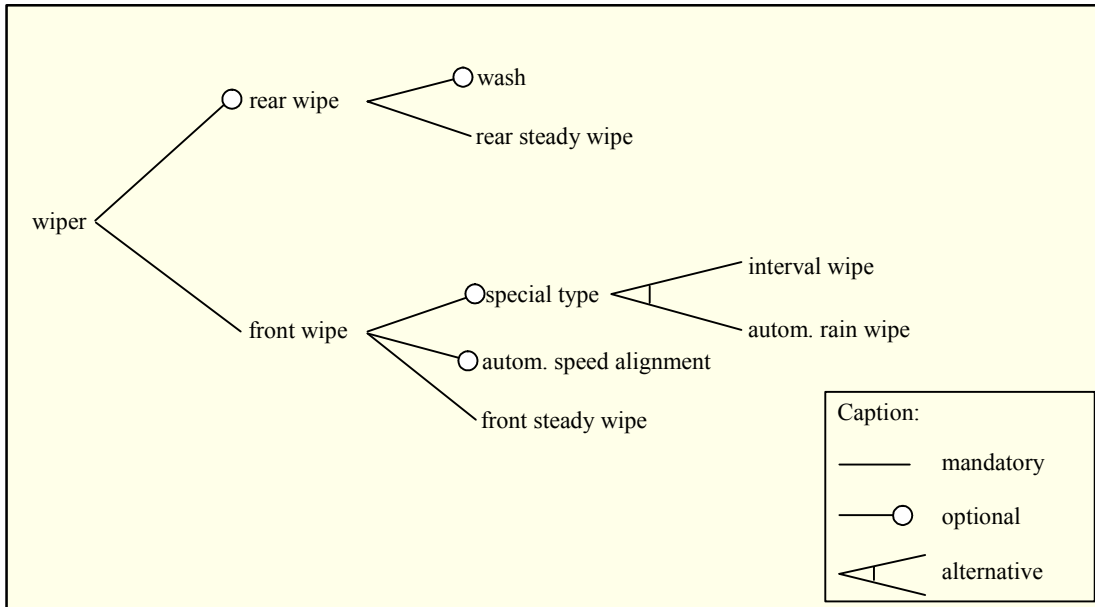 wash
rear wipe
rear steady wipe
wiper
interval wipe
special type
front wipe
autom. rain wipe
autom. speed alignment
front steady wipe
Caption:
mandatory
optional
alternative